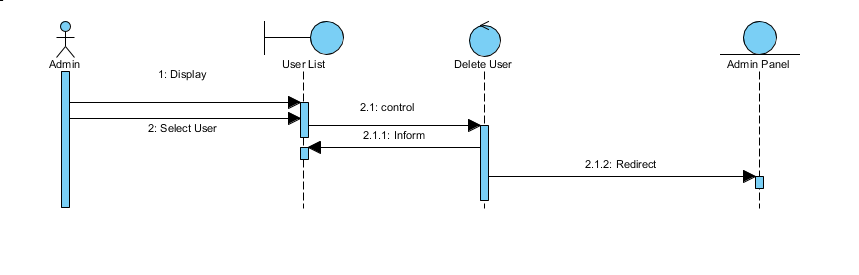 Admin
User List
Delete User
Admin Panel
1: Display
2.1: control
2: Select User
2.1.1: Inform
2.1.2: Redirect